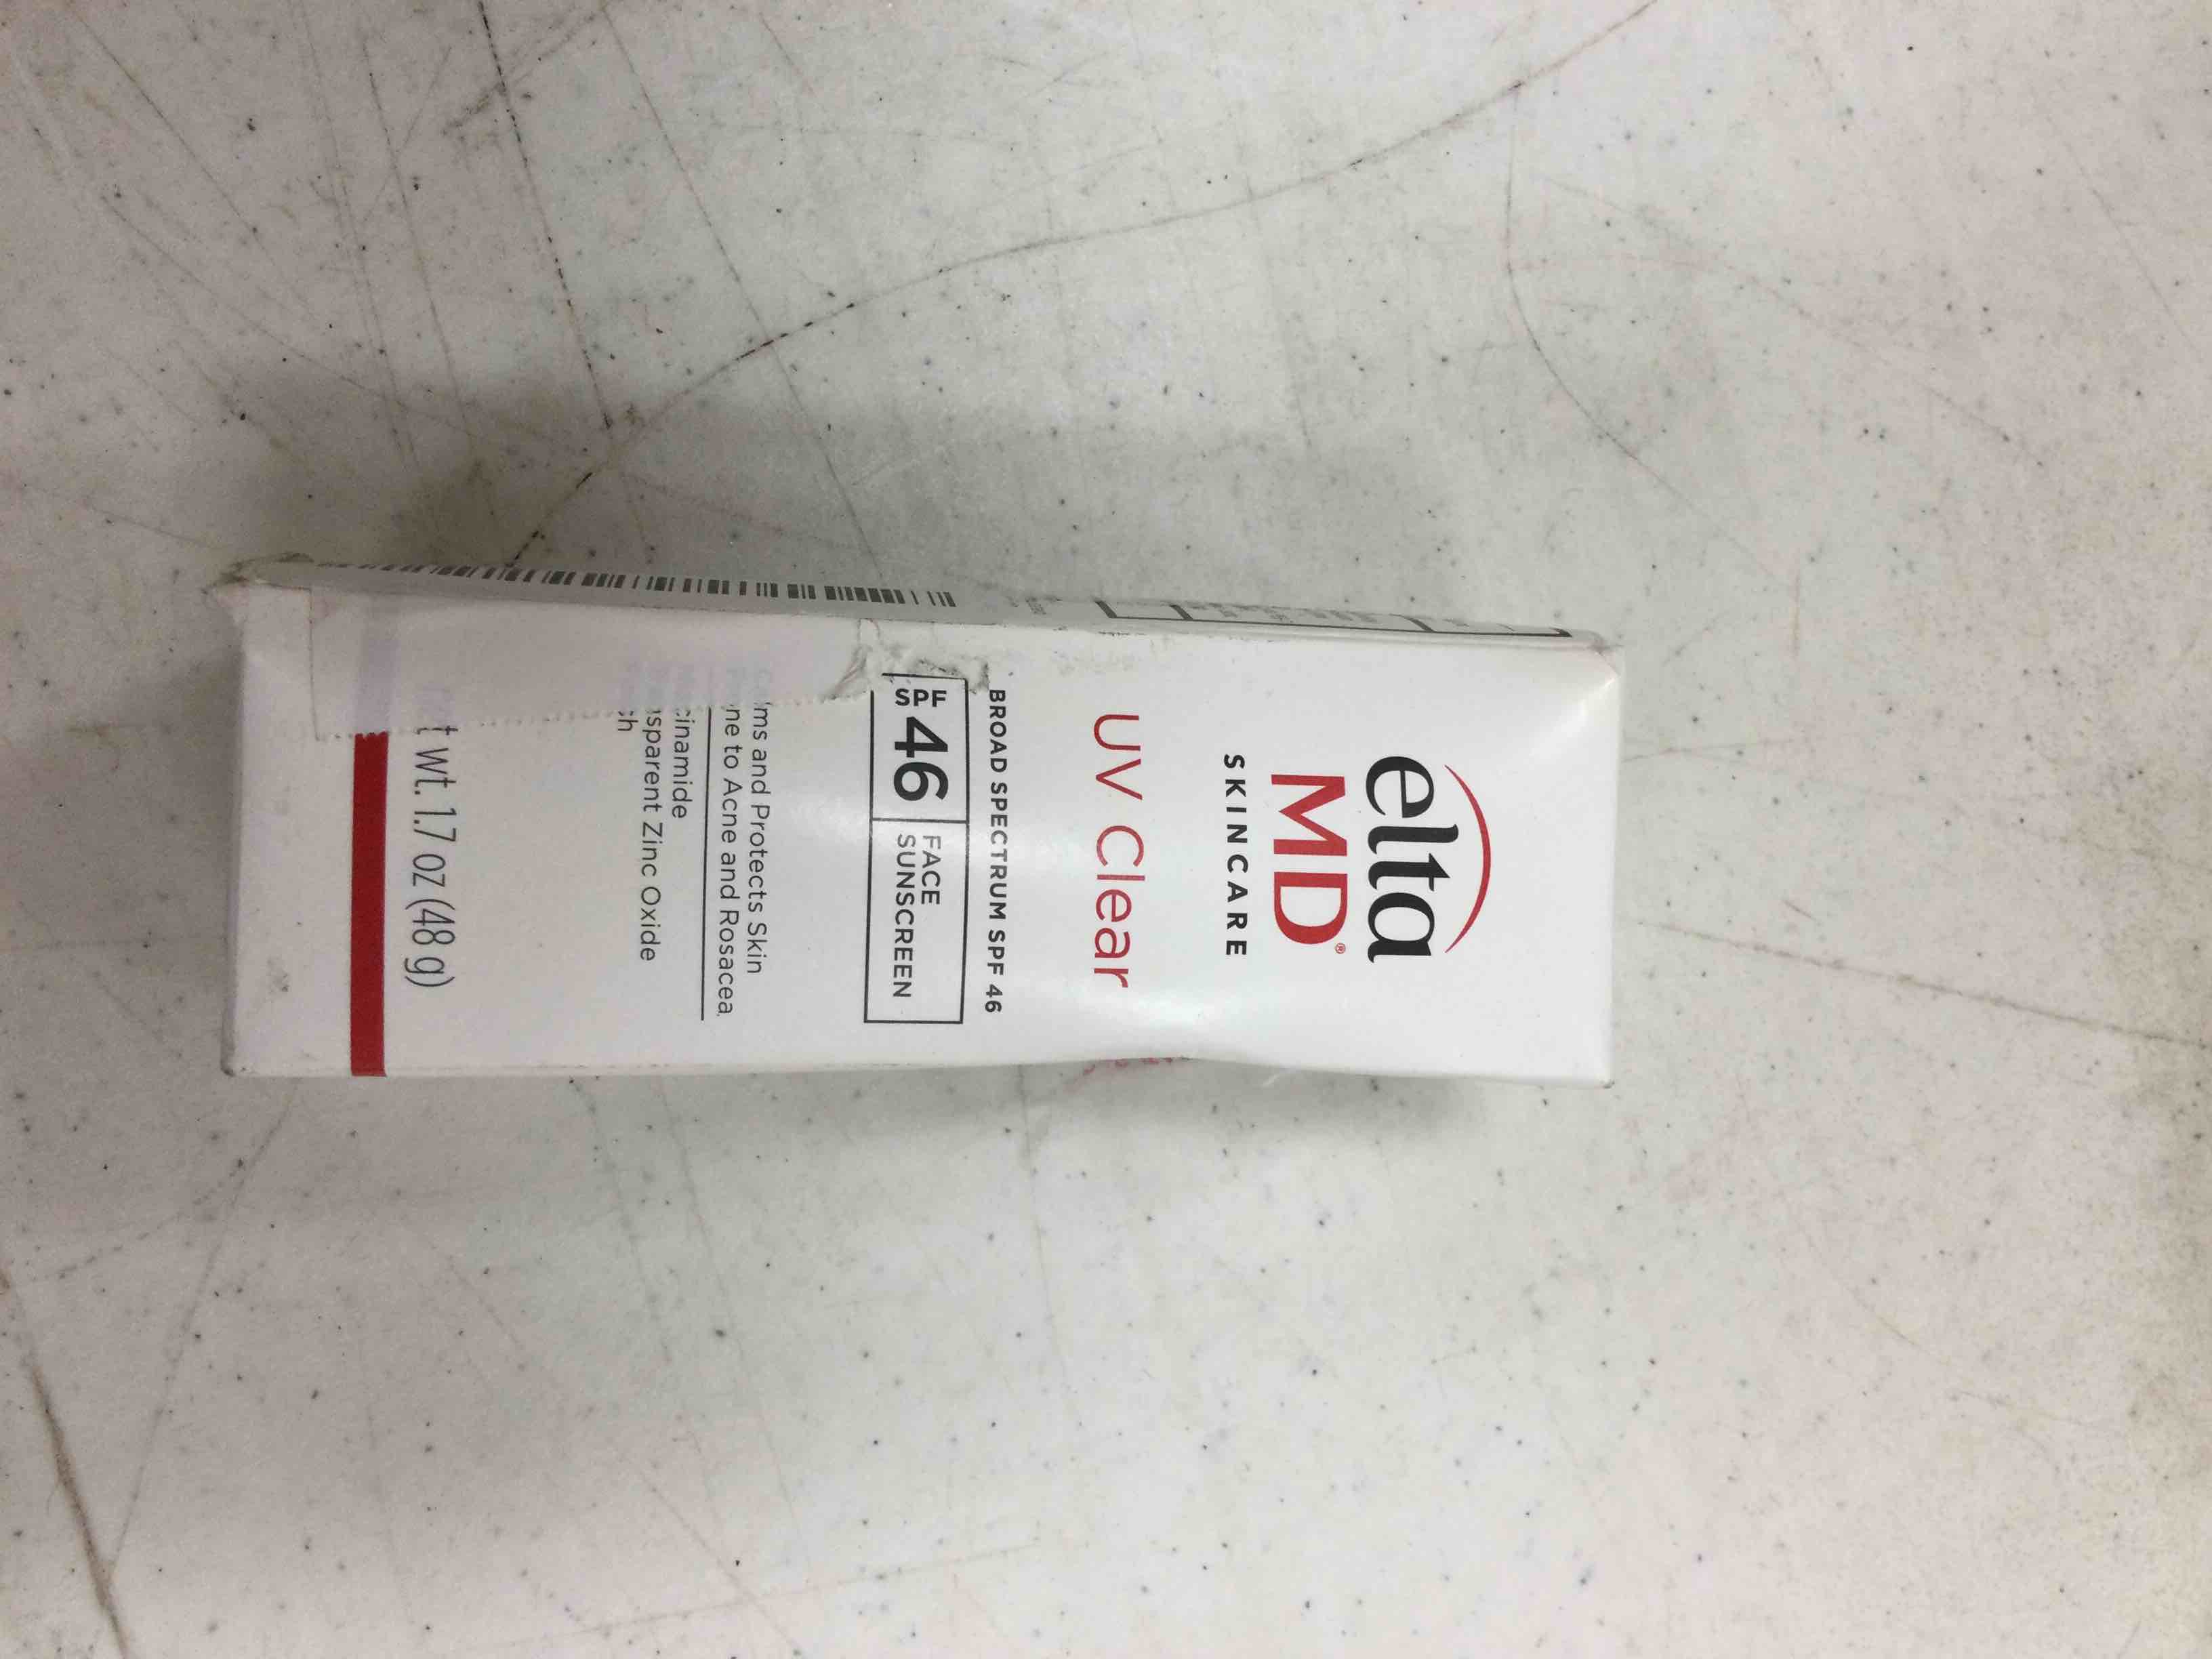 elta
MD®
SKINCARE
UV Clear
BROAD SPECTRUM SPF 46
SPF 46 FACE SUNSCREEN
ms and Protects Skin
ne to Acne and Rosacea
cinamide
sparent Zinc Oxide
t wt. 1.7 oz (48 g)